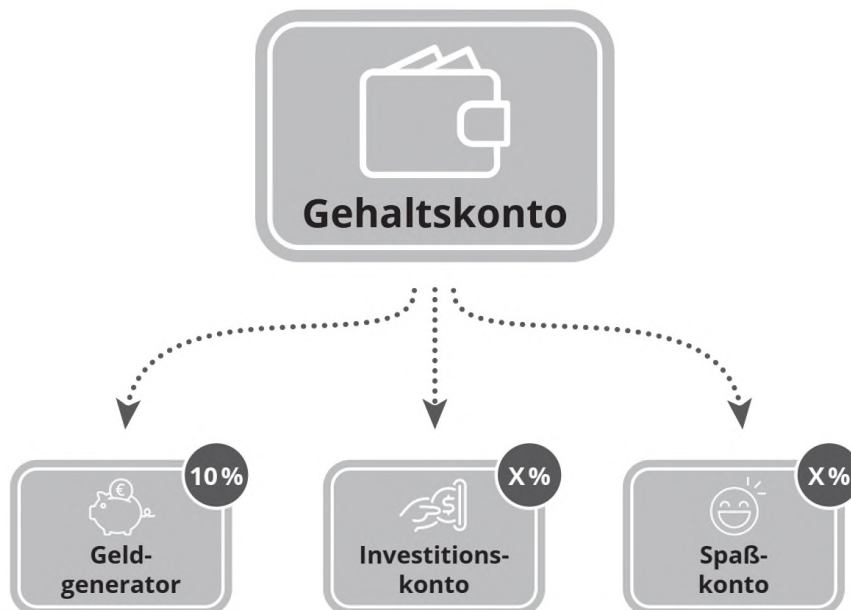 Gehaltskonto
10 %
X %
X %
€
$
Geld-
generator
Investitions-
konto
Spaß-
konto